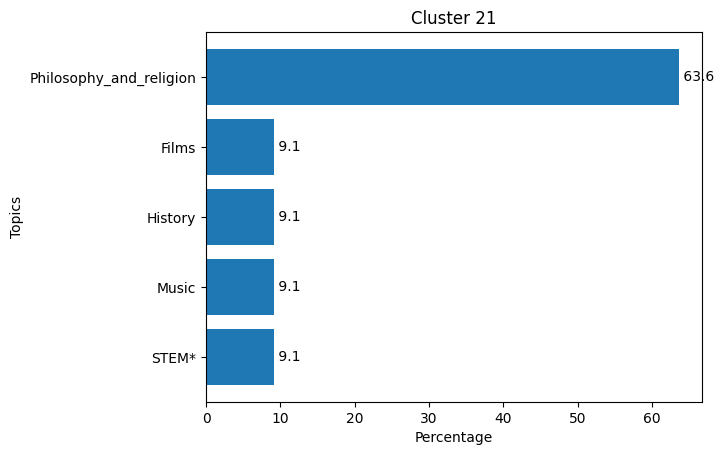 Cluster 21
Philosophy_and_religion 63.6
Films 9.1
History 9.1
Music 9.1
STEM* 9.1
Topics
0 10 20 30 40 50 60
Percentage